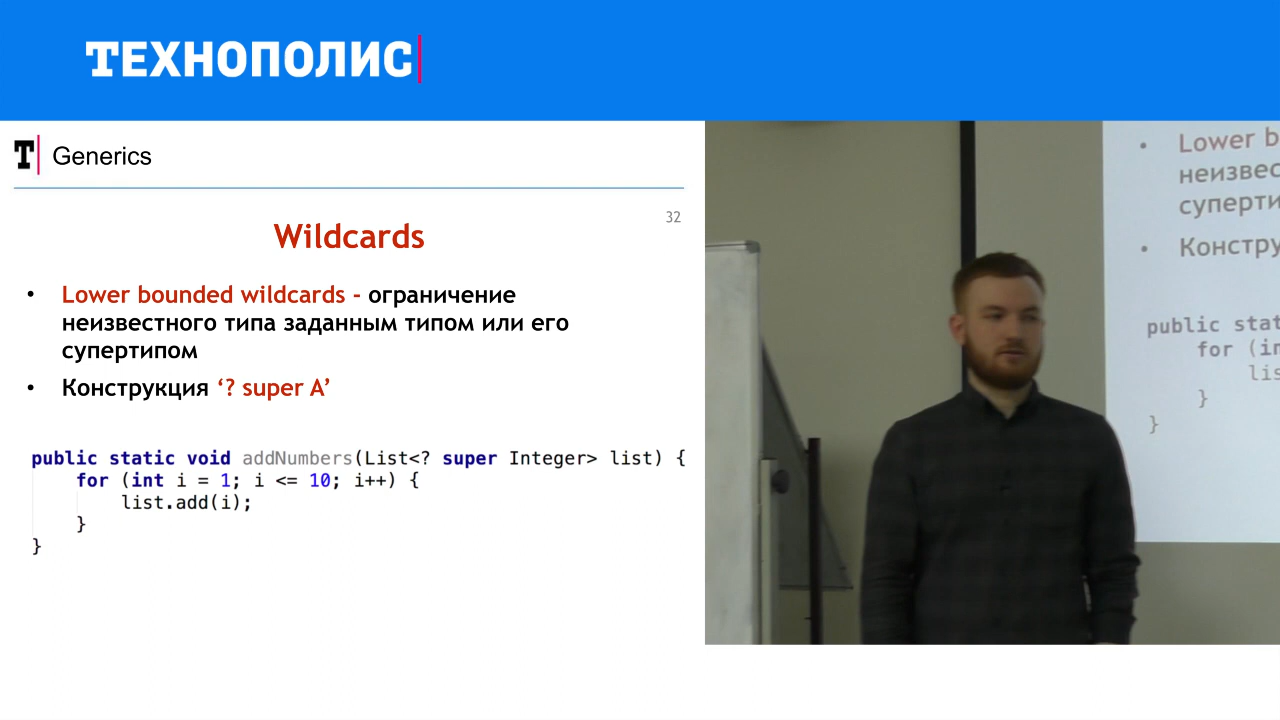 ТЕХНОПОЛИС
T Generics
32
Wildcards
• Lower bounded wildcards - ограничение
неизвестного типа заданным типом или его
супертипом
• Конструкция ‘? super A’
public static void addNumbers(List<? super Integer> list) {
for (int i = 1; i <= 10; i++) {
list.add(i);
}
}
• Lower b
неизвес
суперти
• Констру
public stat
for (in
lis
}
}